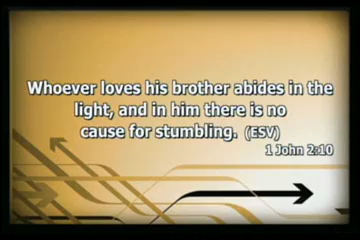 Whoever loves his brother abides in the
light, and in him there is no
cause for stumbling. (ESV)
1 John 2:10